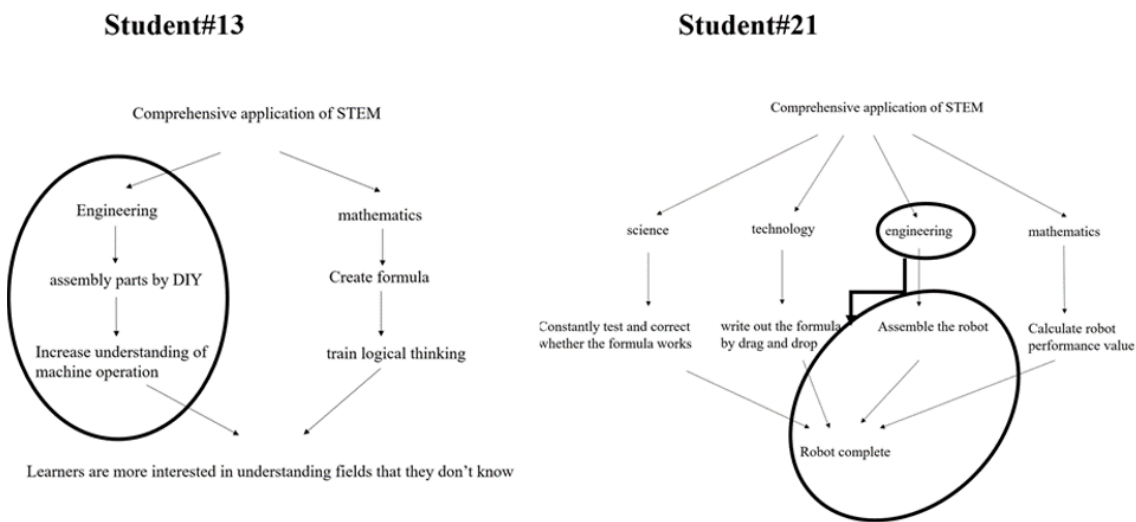 Student#13
Comprehensive application of STEM
Engineering
mathematics
assembly parts by DIY
Create formula
Increase understanding of
machine operation
train logical thinking
Learners are more interested in understanding fields that they don't know
Student#21
Comprehensive application of STEM
science
technology
engineering
mathematics
Constantly test and correct
whether the formula works
write out the formula
by drag and drop
Assemble the robot
Calculate robot
performance value
Robot complete